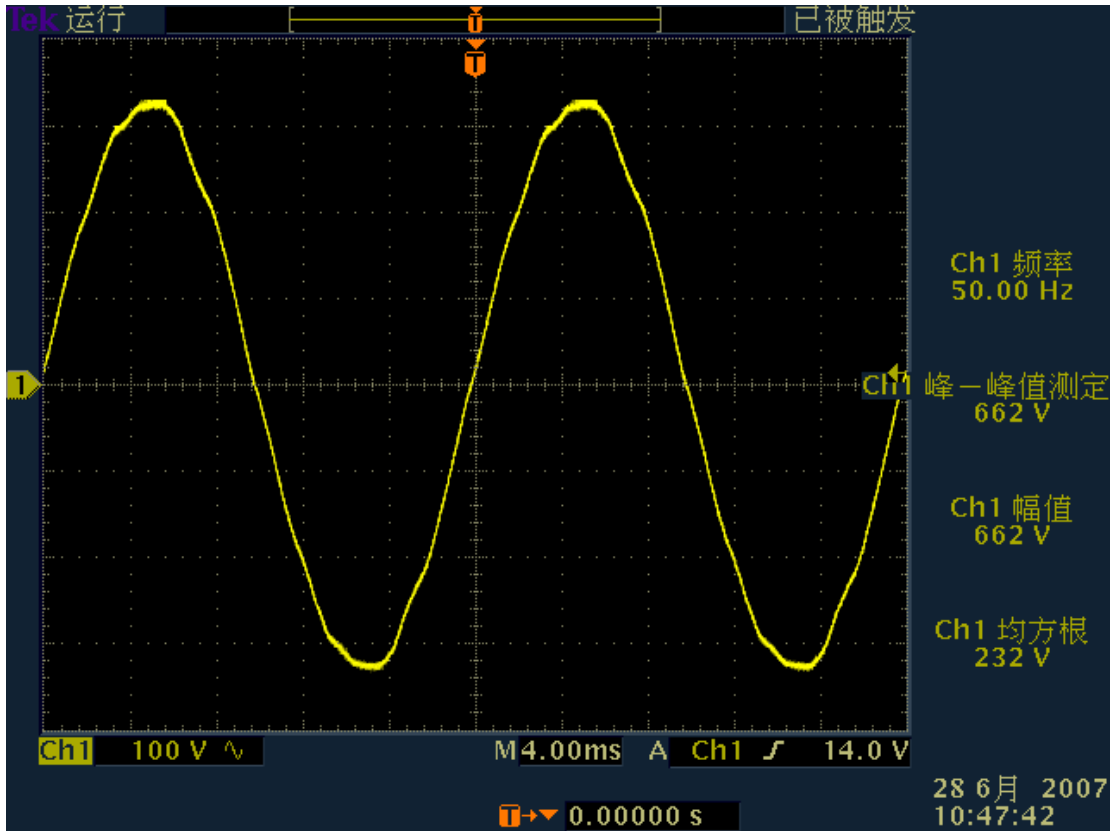 Tek 运行 T 已被触发
T
Ch1 频率
50.00 Hz
1
Ch1 峰－峰值测定
662 V
Ch1 幅值
662 V
Ch1 均方根
232 V
Ch1 100 V M 4.00ms A Ch1 14.0 V
28 6月 2007
10:47:42
T 0.00000 s